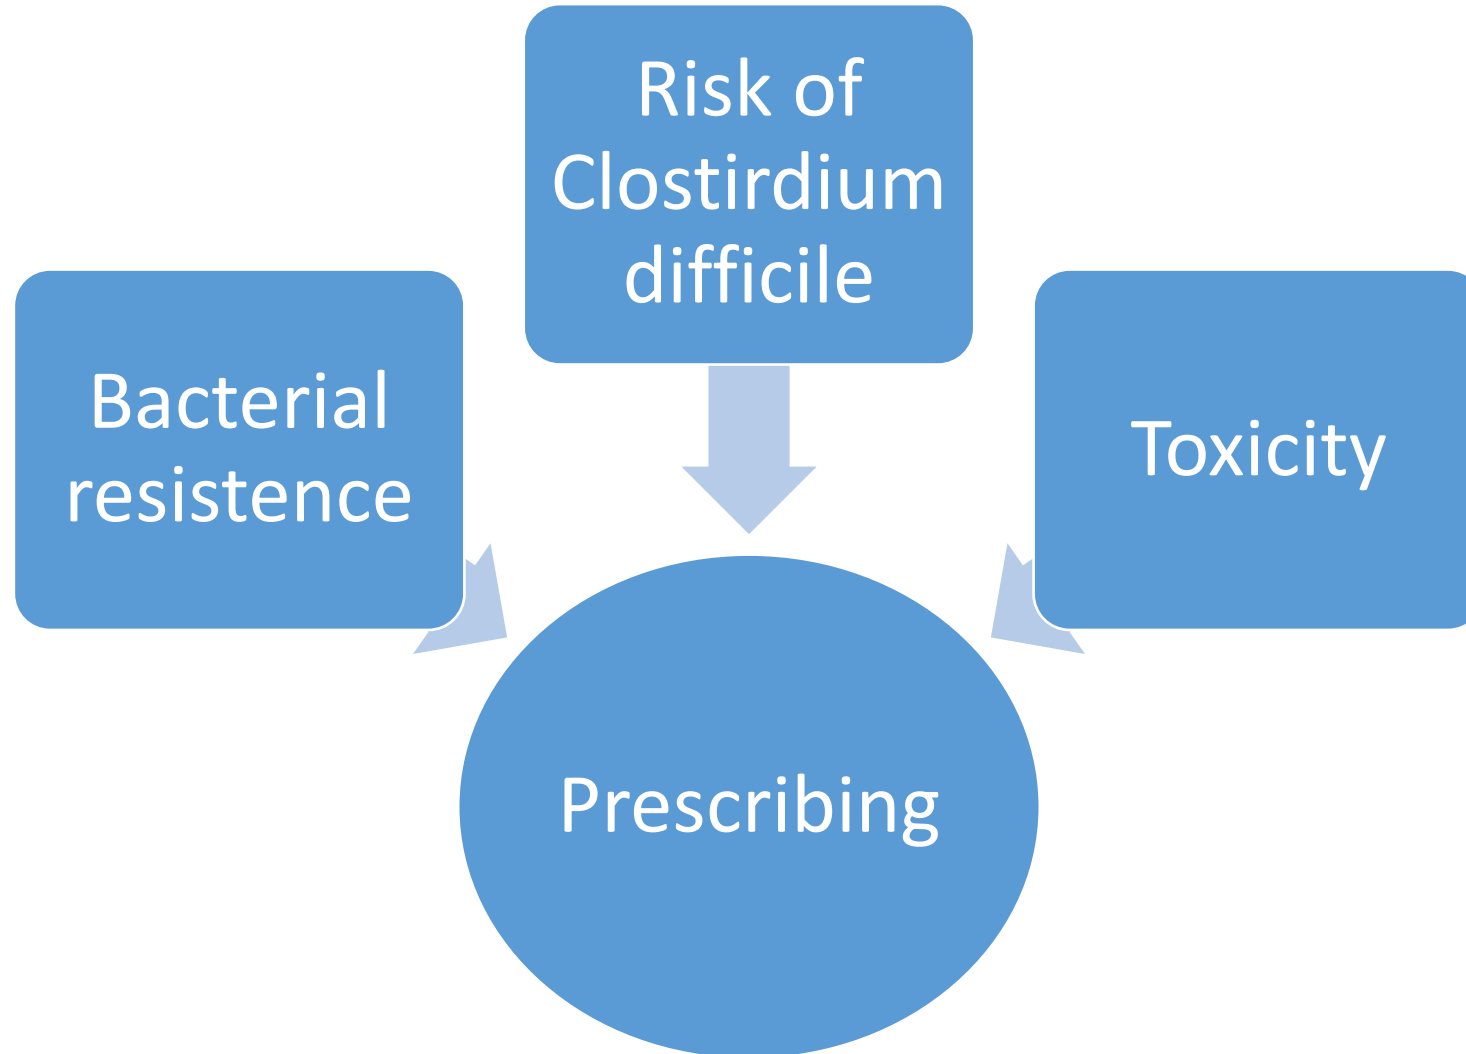 Risk of
Clostirdium
difficile
Bacterial
resistence
Toxicity
Prescribing